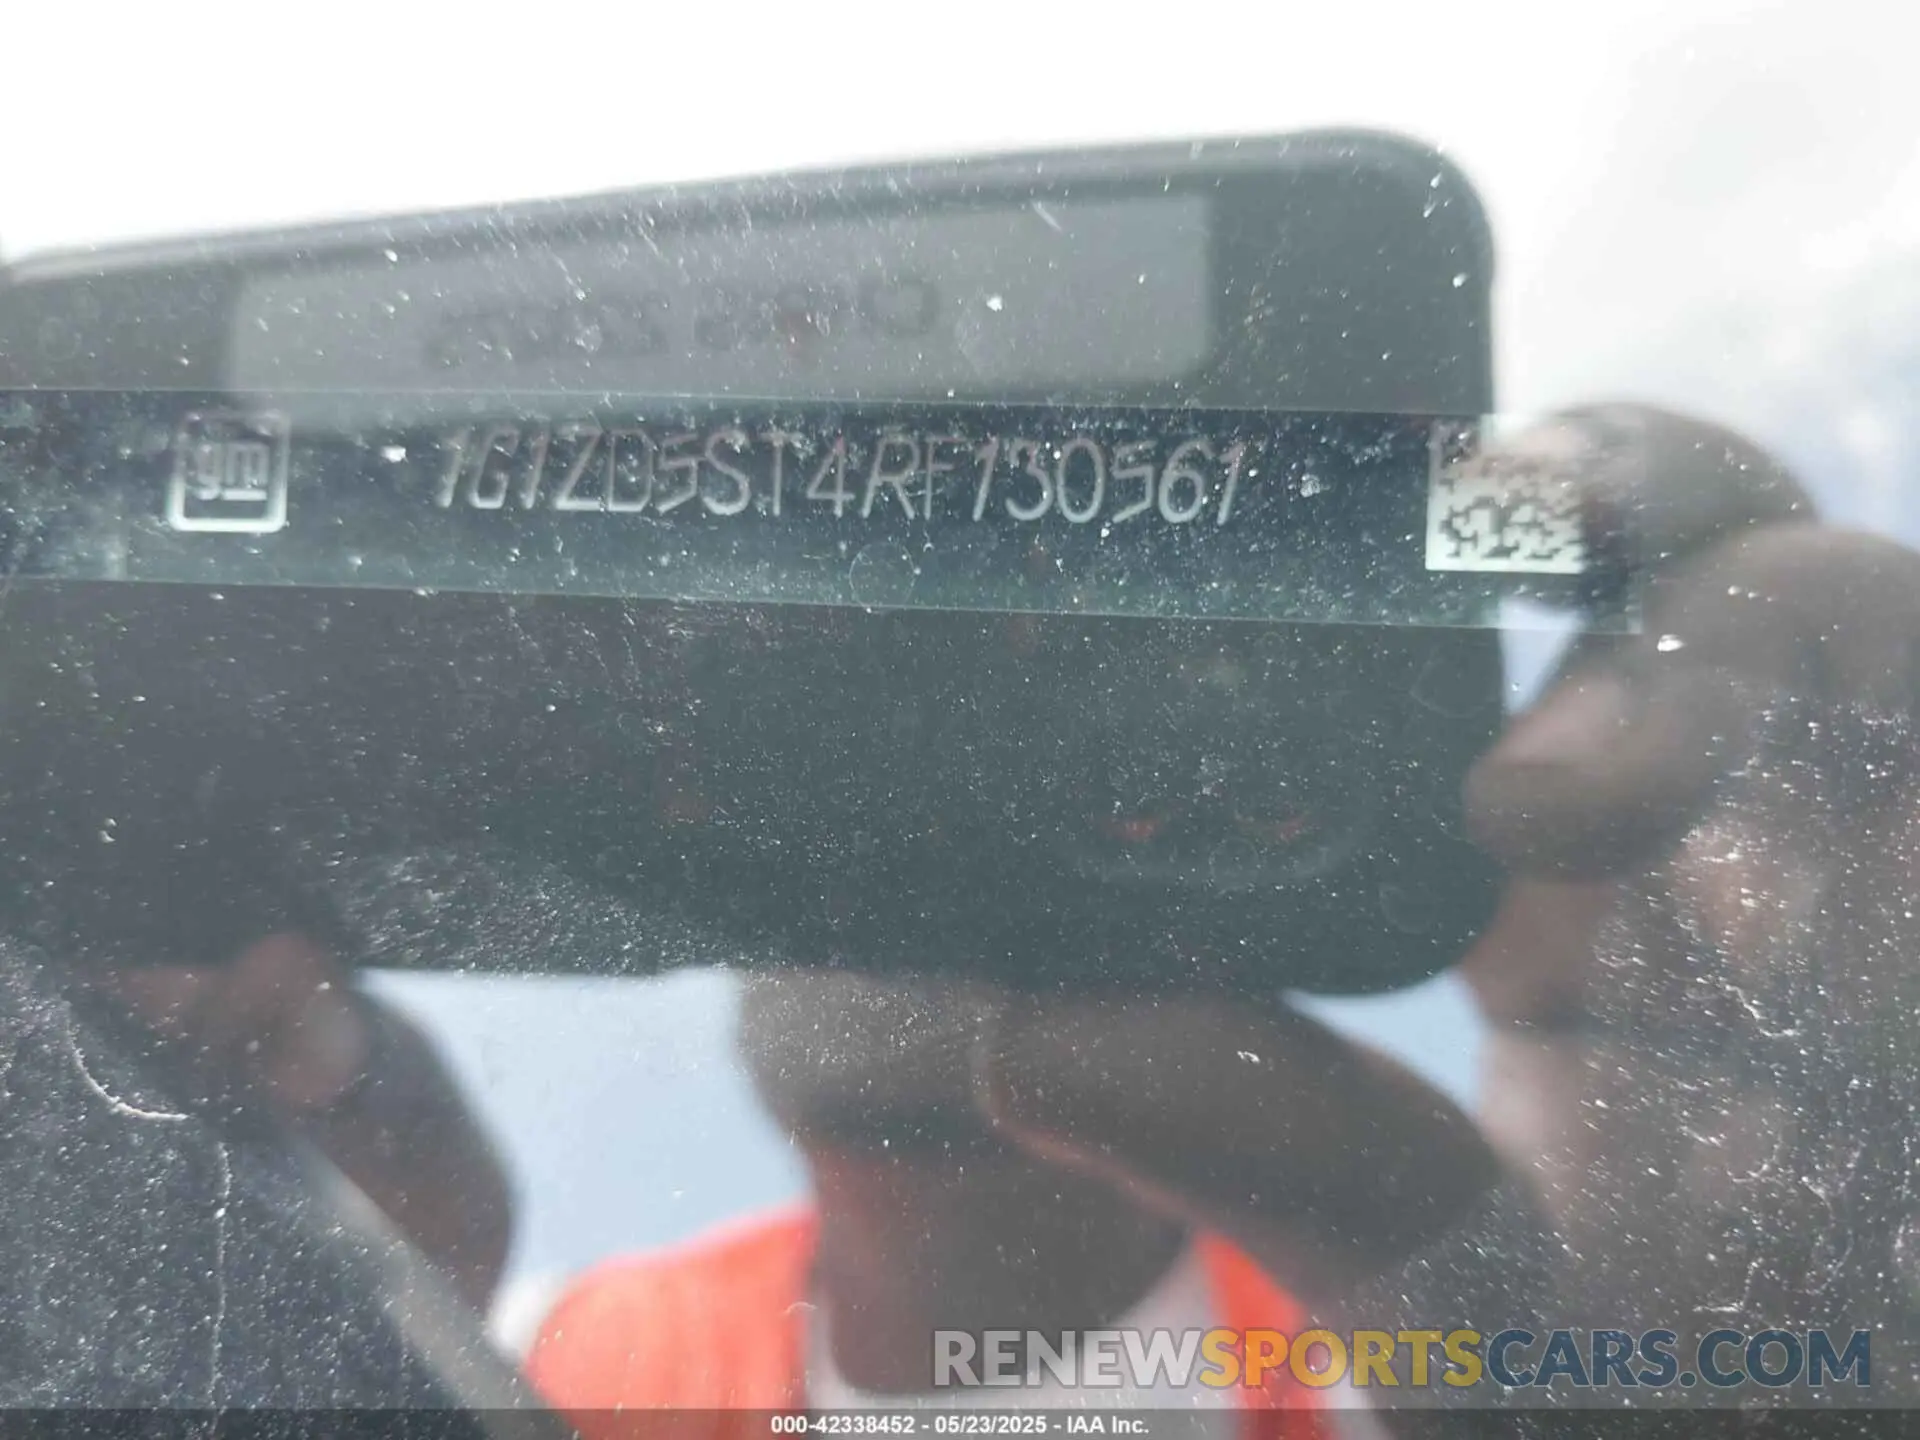 gm 1G1ZD5ST4RF130561
RENEWSPORTSCARS.COM
000-42338452 - 05/23/2025 - IAA Inc.